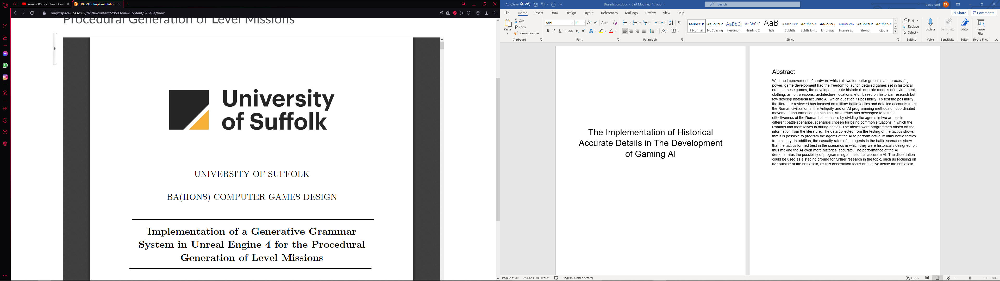 Junkers 88 Last Stand! Cra
S182591 - Implementation
brightspace.uos.ac.uk/d2l/le/content/29509/viewContent/375464/View
Procedural Generation of Level Missions
University
of Suffolk
UNIVERSITY OF SUFFOLK
BA(HONS) COMPUTER GAMES DESIGN
Implementation of a Generative Grammar
System in Unreal Engine 4 for the Procedural
Generation of Level Missions
AutoSave Off
Dissertation.docx - Last Modified: 1h ago
Search
denis remi DR
File Home Insert Draw Design Layout References Mailings Review View Help
Share Comments
Paste
Cut
Copy
Format Painter
Clipboard
Arial 12
Font
Paragraph
AaBbCcDc AaBbCcDc AaBbCc AaBbCcC AaB AaBbCcC AaBbCcDc AaBbCcDc AaBbCcDc AaBbCcDc AaBbCcDc
¶ Normal No Spacing Heading 1 Heading 2 Title Subtitle Subtle Em... Emphasis Intense E... Strong Quote
Styles
Find
Replace
Select
Editing
Dictate
Voice
Sensitivity
Sensitivity
Editor
Editor
Reuse
Files
Reuse Files
The Implementation of Historical
Accurate Details in The Development
of Gaming AI
Abstract
With the improvement of hardware which allows for better graphics and processing
power, game development had the freedom to launch detailed games set in historical
eras. In these games, the developers create historical accurate models of environment,
clothing, armor, weapons, architecture, locations, etc., based on historical research but
few develop historical accurate AI, which question its possibility. To test the possibility,
the literature reviewed has focused on military battle tactics and detailed accounts from
the Roman civilization in the Antiquity and on AI programming methods on coordinated
movement and formation pathfinding. An artefact has developed to test the
effectiveness of the Roman battle tactics by dividing the agents in two armies in
different battle scenarios, scenarios chosen for being common situations in which the
Romans find themselves in during battles. The tactics were programmed based on the
information from the literature. The data collected from the testing of the tactics shows
that it is possible to program the agents of the AI to perform actual military battle tactics
from history. In addition, the casualty rates of the agents in the battle scenarios show
that the tactics formed best in the scenarios in which they were historically designed for,
thus making the AI even more historical accurate. The performance of the AI
demonstrates the possibility of programming an historical accurate AI. The dissertation
could be used as a staging ground for further research in the topic, such as focusing on
live outside of the battlefield, as this dissertation focus on the live inside the battlefield.
Page 2 of 80 254 of 11486 words English (United States)
Focus
90%